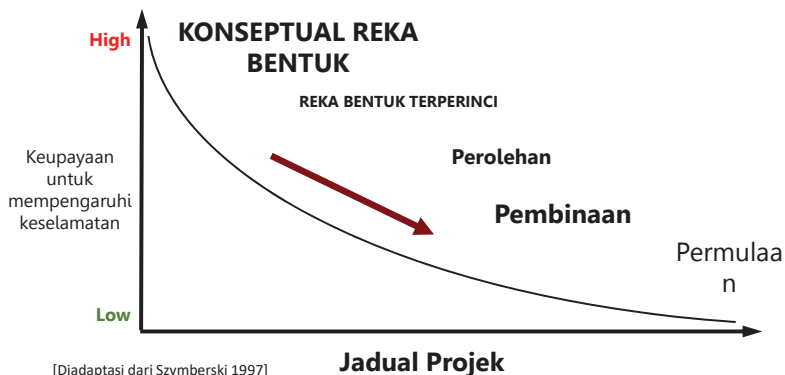 High
KONSEPTUAL REKA
BENTUK
REKA BENTUK TERPERINCI
Keupayaan
untuk
mempengaruhi
keselamatan
Perolehan
Pembinaan
Permulaa
n
Low
Jadual Projek
[Diadaptasi dari Szymberski 1997]